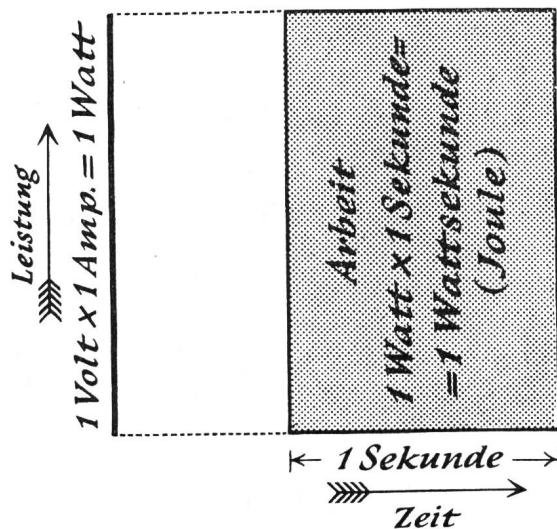 Leistung
1 Volt x 1 Amp. = 1 Watt
Arbeit
1 Watt x 1 Sekunde=
=1 Wattsekunde
(Joule)
1 Sekunde
Zeit